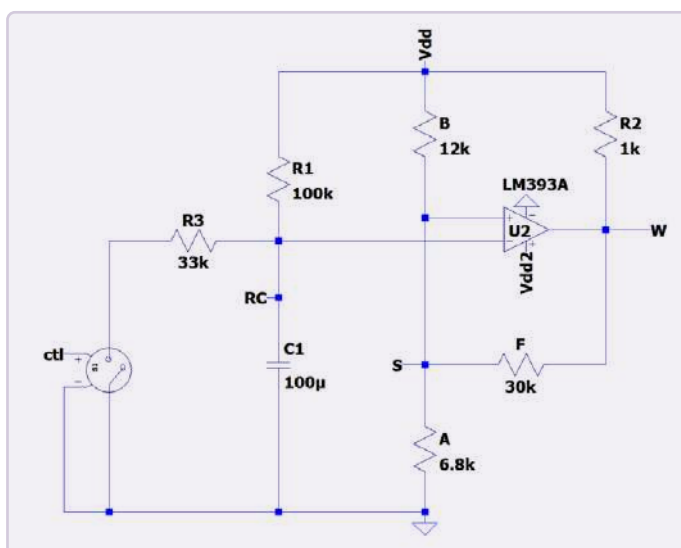 Vdd
B
12k
R2
1k
R1
100k
LM393A
R3
33k
U2
W
Vdd2
RC
ctl
S1
C1
100µ
S
F
30k
A
6.8k